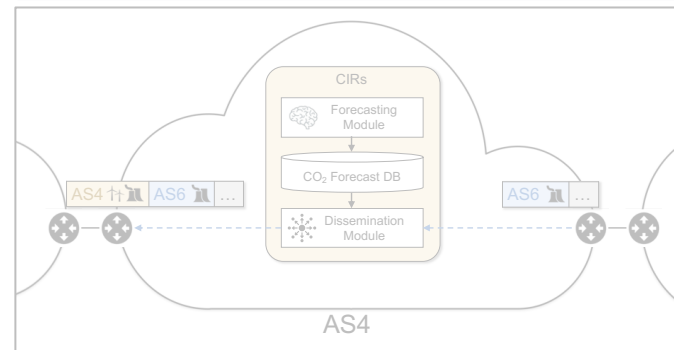 CIRs
Forecasting
Module
CO₂ Forecast DB
AS4 AS6 ...
AS6 ...
Dissemination
Module
AS4